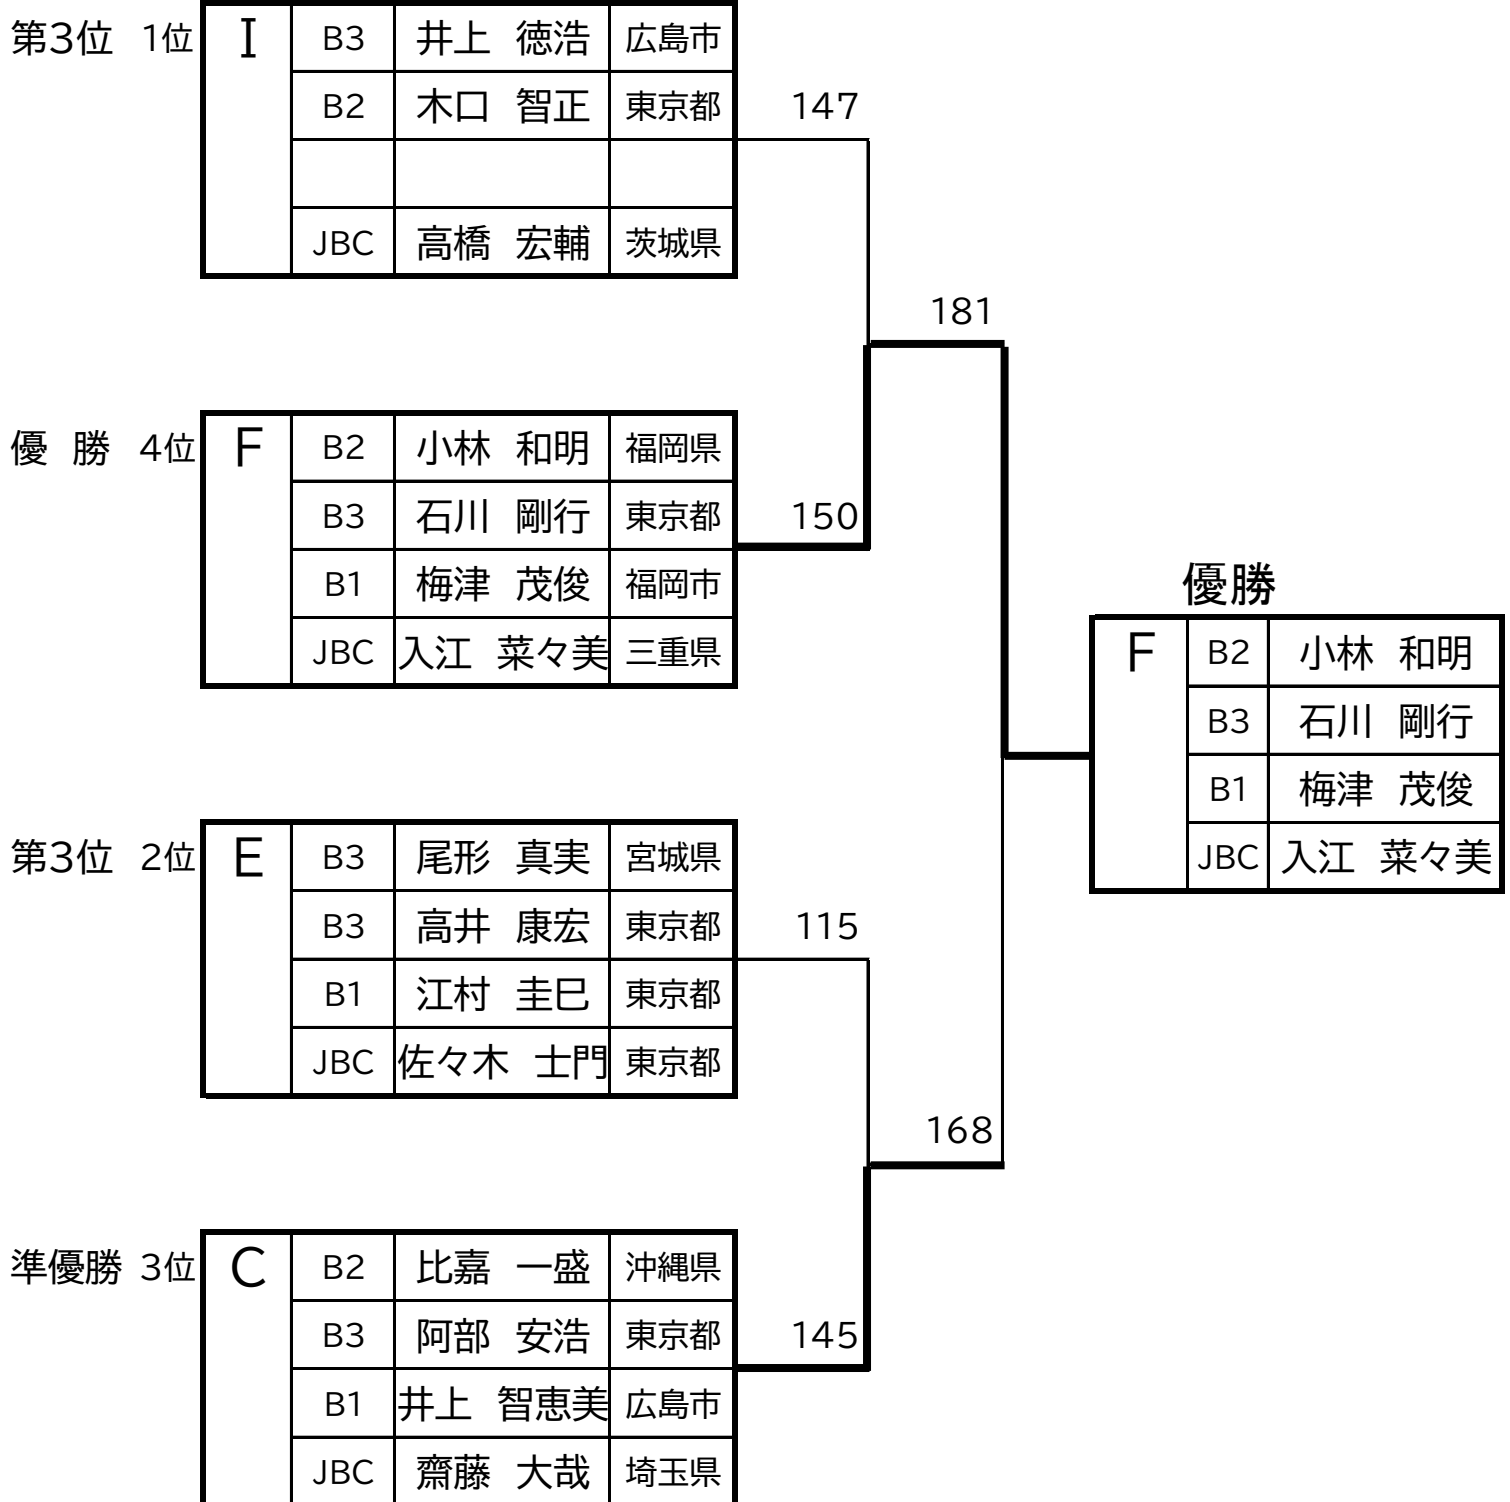 第3位 1位 I B3 井上 徳浩 広島市
B2 木口 智正 東京都 147
JBC 高橋 宏輔 茨城県
181
優 勝 4位 F B2 小林 和明 福岡県
B3 石川 剛行 東京都 150
B1 梅津 茂俊 福岡市
優勝
JBC 入江 菜々美 三重県 F B2 小林 和明
B3 石川 剛行
B1 梅津 茂俊
第3位 2位 E B3 尾形 真実 宮城県 JBC 入江 菜々美
B3 高井 康宏 東京都 115
B1 江村 圭巳 東京都
JBC 佐々木 士門 東京都
168
準優勝 3位 C B2 比嘉 一盛 沖縄県
B3 阿部 安浩 東京都 145
B1 井上 智恵美 広島市
JBC 齋藤 大哉 埼玉県